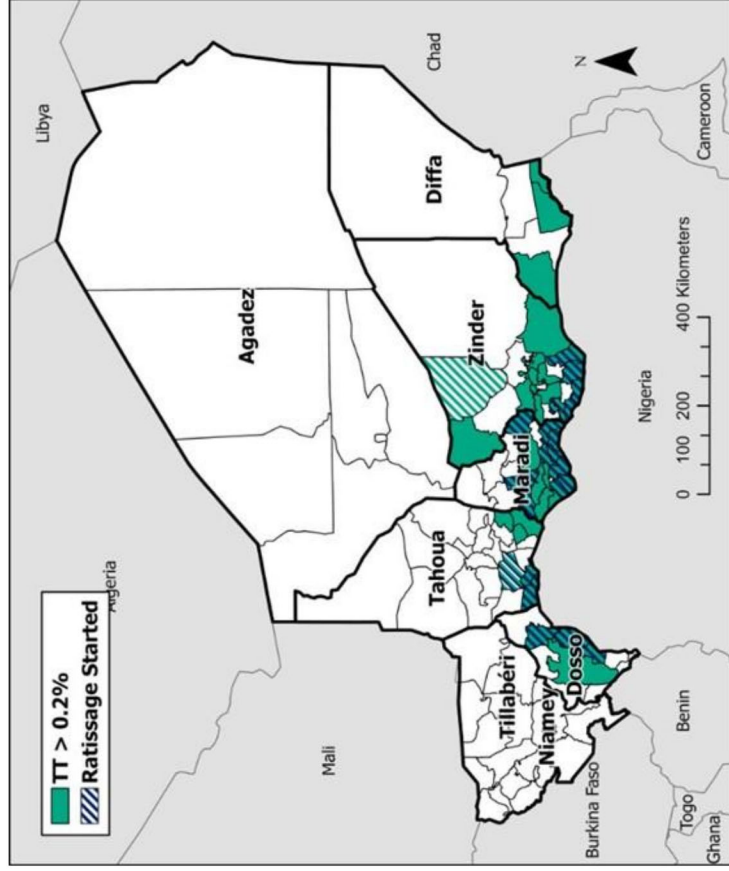 TT > 0.2%
Ratissage Started
Libya
Algeria
Chad
Agadez
Mali
Diffa
Tahoua
Zinder
Maradi
Tillabéri
Niamey
Dosso
N
Burkina Faso
Benin
Togo
Ghana
Nigeria
Cameroon
0 100 200 400 Kilometers